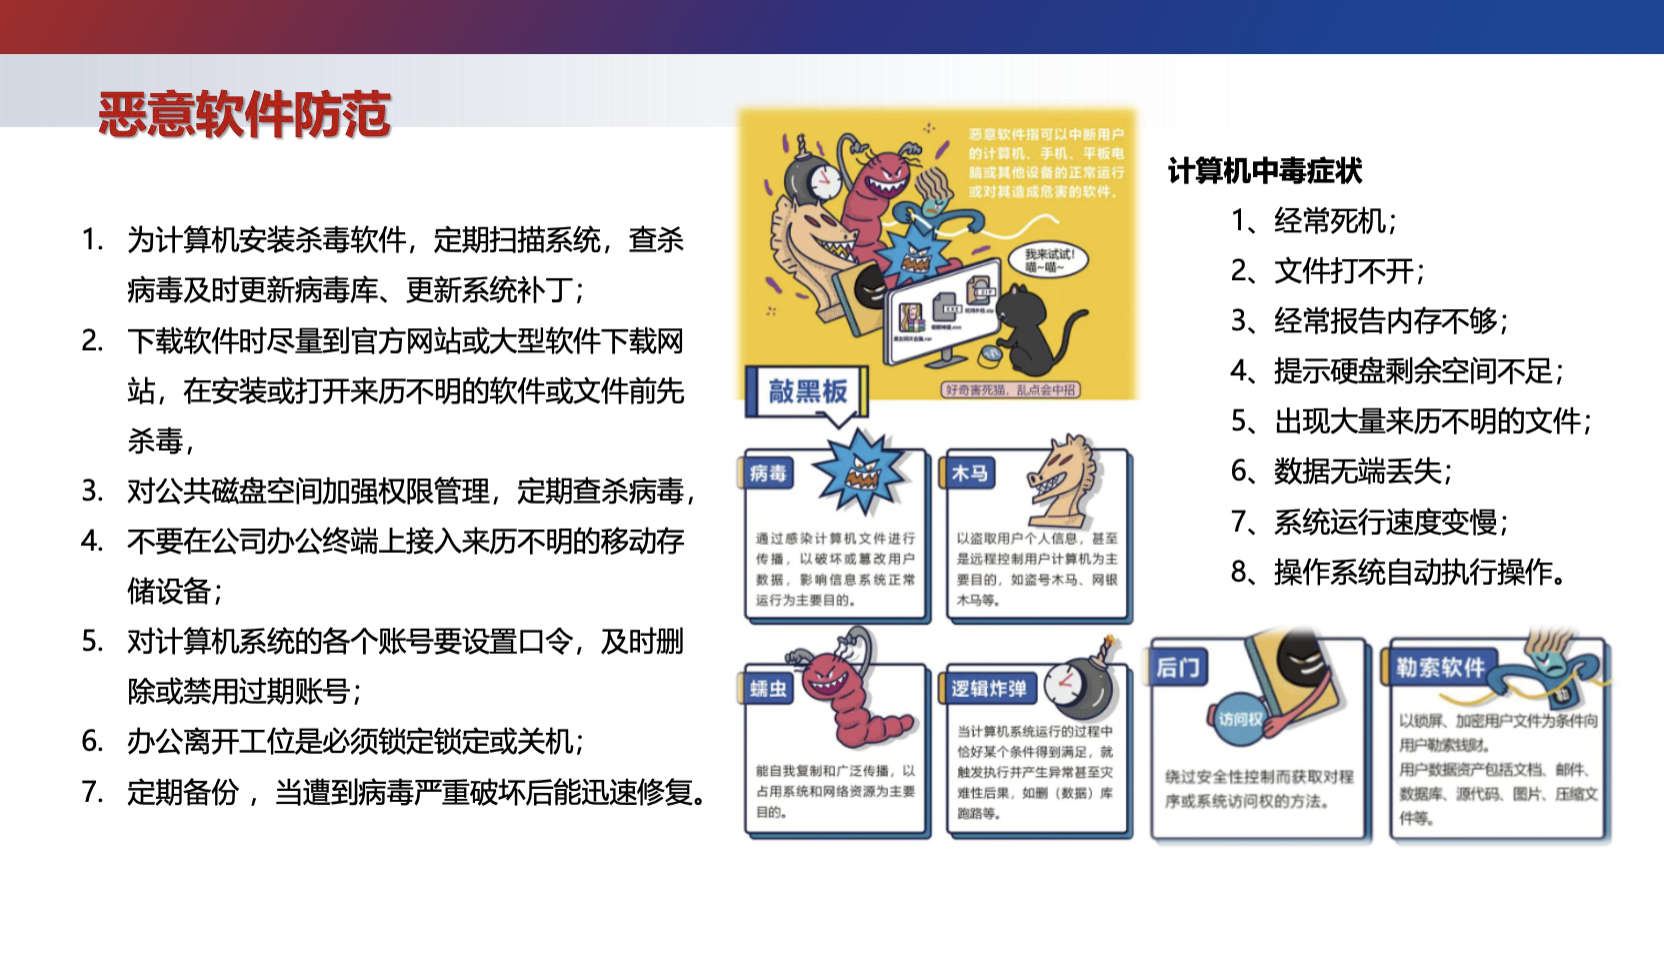 恶意软件防范
1. 为计算机安装杀毒软件，定期扫描系统，查杀
病毒及时更新病毒库、更新系统补丁；
2. 下载软件时尽量到官方网站或大型软件下载网
站，在安装或打开来历不明的软件或文件前先
杀毒，
3. 对公共磁盘空间加强权限管理，定期查杀病毒，
4. 不要在公司办公终端上接入来历不明的移动存
储设备；
5. 对计算机系统的各个账号要设置口令，及时删
除或禁用过期账号；
6. 办公离开工位是必须锁定锁定或关机；
7. 定期备份 ，当遭到病毒严重破坏后能迅速修复。
恶意软件指可以中断用户
的计算机、手机、平板电
脑或其他设备的正常运行
或对其造成危害的软件。
我来试试！
喵~喵~
好奇害死猫，乱点会中招
敲黑板
病毒
通过感染计算机文件进行
传播，以破坏或篡改用户
数据，影响信息系统正常
运行为主要目的。
木马
以盗取用户个人信息，甚至
是远程控制用户计算机为主
要目的，如盗号木马、网银
木马等。
蠕虫
能自我复制和广泛传播，以
占用系统和网络资源为主要
目的。
逻辑炸弹
当计算机系统运行的过程中
恰好某个条件得到满足，就
触发执行并产生异常甚至灾
难性后果，如删（数据）库
跑路等。
计算机中毒症状
1、经常死机；
2、文件打不开；
3、经常报告内存不够；
4、提示硬盘剩余空间不足；
5、出现大量来历不明的文件；
6、数据无端丢失；
7、系统运行速度变慢；
8、操作系统自动执行操作。
后门
访问权
绕过安全性控制而获取对程
序或系统访问权的方法。
勒索软件
以锁屏、加密用户文件为条件向
用户勒索钱财。
用户数据资产包括文档、邮件、
数据库、源代码、图片、压缩文
件等。